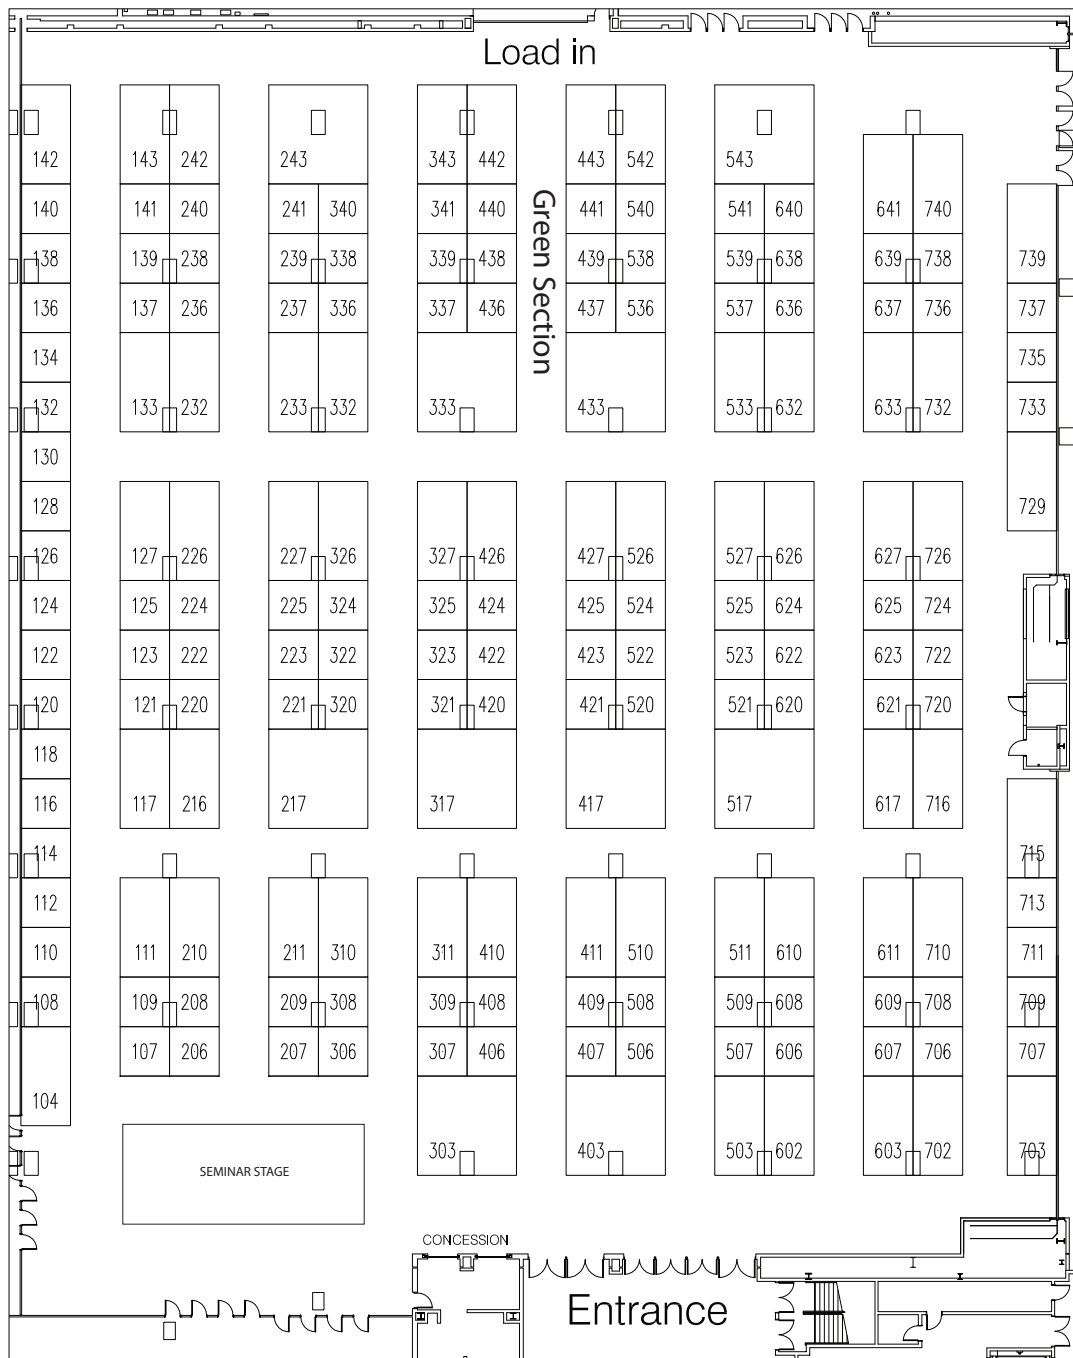 Load in
142 143 242 243 343 442 443 542 543
140 141 240 241 340 341 440 441 540 541 640 641 740
138 139 238 239 338 339 438 439 538 539 638 639 738 739
136 137 236 237 336 337 436 437 536 537 636 637 736 737
Green Section
134 735
132 133 232 233 332 333 433 533 632 633 732 733
130
128 729
126 127 226 227 326 327 426 427 526 527 626 627 726
124 125 224 225 324 325 424 425 524 525 624 625 724
122 123 222 223 322 323 422 423 522 523 622 623 722
120 121 220 221 320 321 420 421 520 521 620 621 720
118
116 117 216 217 317 417 517 617 716
114 715
112 713
110 111 210 211 310 311 410 411 510 511 610 611 710 711
108 109 208 209 308 309 408 409 508 509 608 609 708 709
107 206 207 306 307 406 407 506 507 606 607 706 707
104
303 403 503 602 603 702 703
SEMINAR STAGE
CONCESSION
Entrance